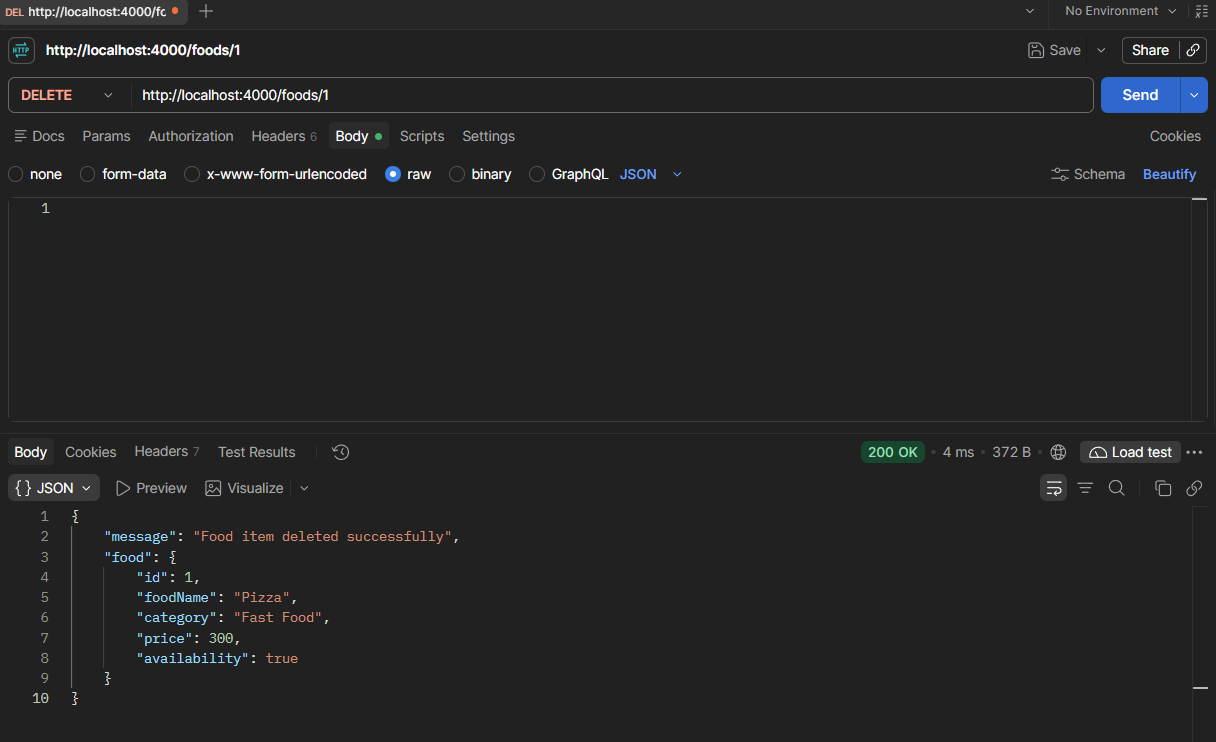 DEL http://localhost:4000/fc
No Environment
HTTP http://localhost:4000/foods/1 Save Share
DELETE http://localhost:4000/foods/1 Send
Docs Params Authorization Headers 6 Body Scripts Settings Cookies
none form-data x-www-form-urlencoded raw binary GraphQL JSON Schema Beautify
1
Body Cookies Headers 7 Test Results 200 OK 4 ms 372 B Load test
{} JSON Preview Visualize
1 {
2 "message": "Food item deleted successfully",
3 "food": {
4 "id": 1,
5 "foodName": "Pizza",
6 "category": "Fast Food",
7 "price": 300,
8 "availability": true
9 }
10 }